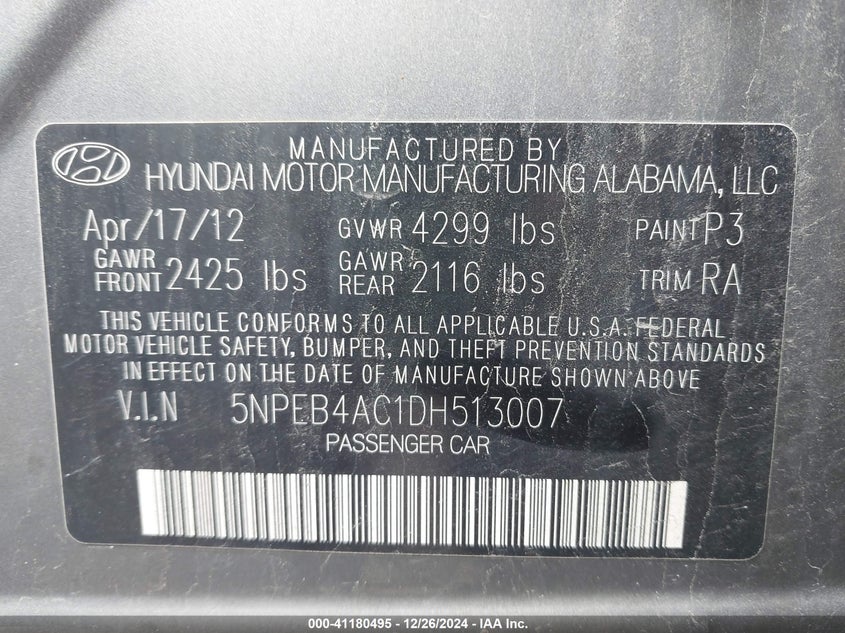 MANUFACTURED BY
HYUNDAI MOTOR MANUFACTURING ALABAMA, LLC
Apr/17/12 GVWR 4299 lbs PAINT P3
GAWR FRONT 2425 lbs GAWR REAR 2116 lbs TRIM RA
THIS VEHICLE CONFORMS TO ALL APPLICABLE U.S.A. FEDERAL
MOTOR VEHICLE SAFETY, BUMPER, AND THEFT PREVENTION STANDARDS
IN EFFECT ON THE DATE OF MANUFACTURE SHOWN ABOVE
V.I.N 5NPEB4AC1DH513007
PASSENGER CAR
000-41180495 - 12/26/2024 - IAA Inc.